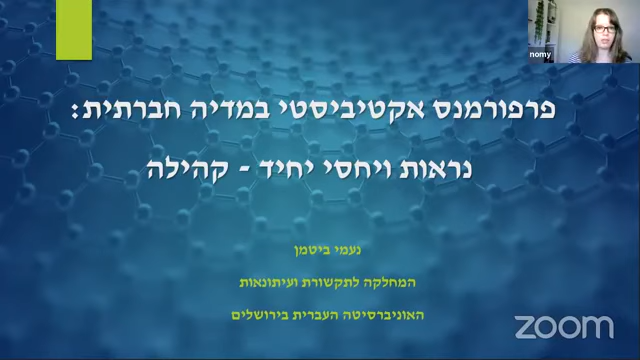 nomy
פרפורמנס אקטיביסטי במדיה חברתית:
נראות ויחסי יחיד - קהילה
נעמי ביטמן
המחלקה לתקשורת ועיתונאות
האוניברסיטה העברית בירושלים
zoom